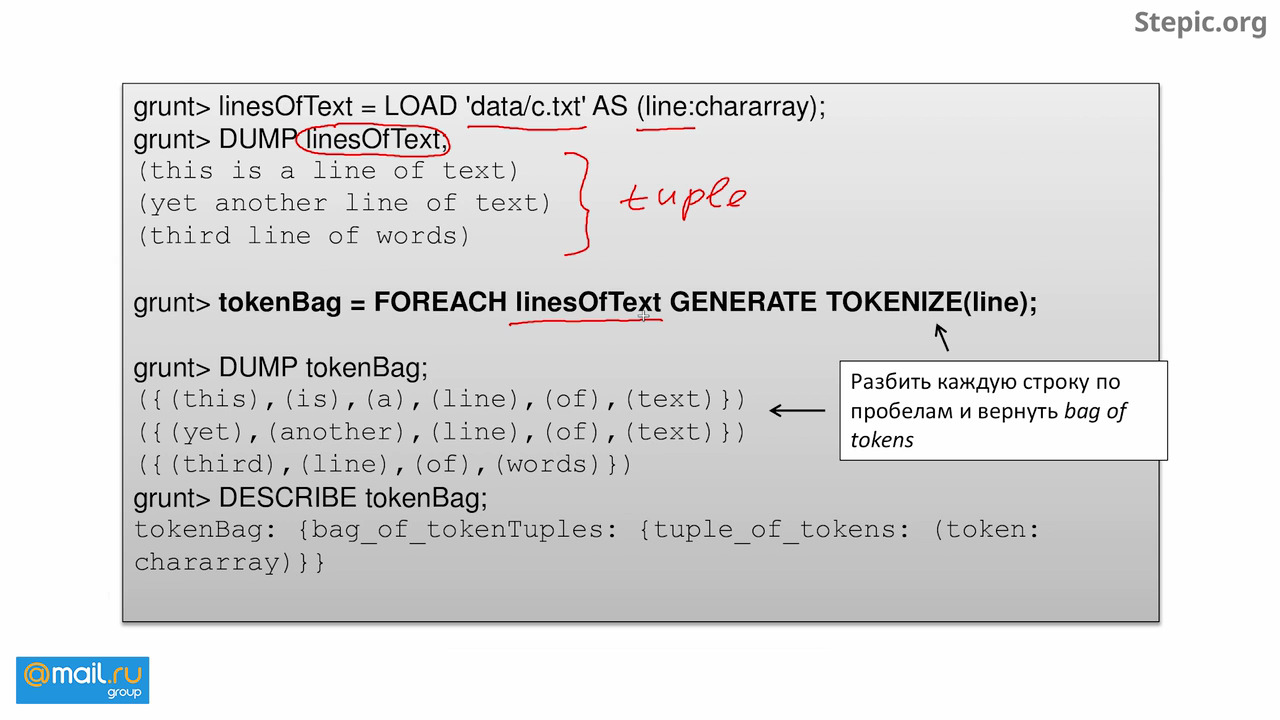 Stepic.org
grunt> linesOfText = LOAD 'data/c.txt' AS (line:chararray);
grunt> DUMP linesOfText;
(this is a line of text)
(yet another line of text)
(third line of words)
tuple
grunt> tokenBag = FOREACH linesOfText GENERATE TOKENIZE(line);
grunt> DUMP tokenBag;
({(this),(is),(a),(line),(of),(text)})
({(yet),(another),(line),(of),(text)})
({(third),(line),(of),(words)})
Разбить каждую строку по
пробелам и вернуть bag of
tokens
grunt> DESCRIBE tokenBag;
tokenBag: {bag_of_tokenTuples: {tuple_of_tokens: (token:
chararray)}}
@mail.ru
group